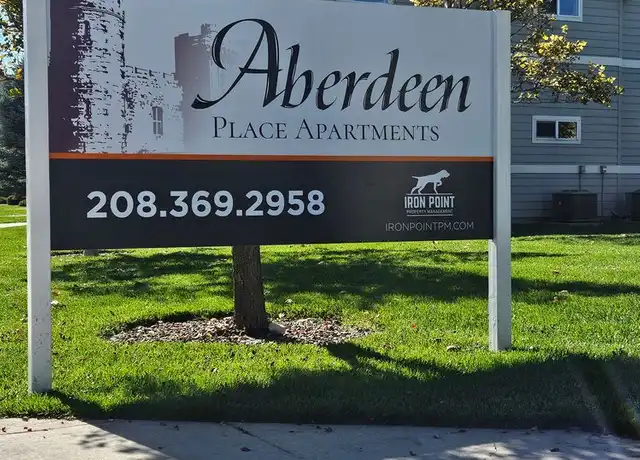 Aberdeen
PLACE APARTMENTS
208.369.2958
IRON POINT
PROPERTY MANAGEMENT
IRONPOINTPM.COM